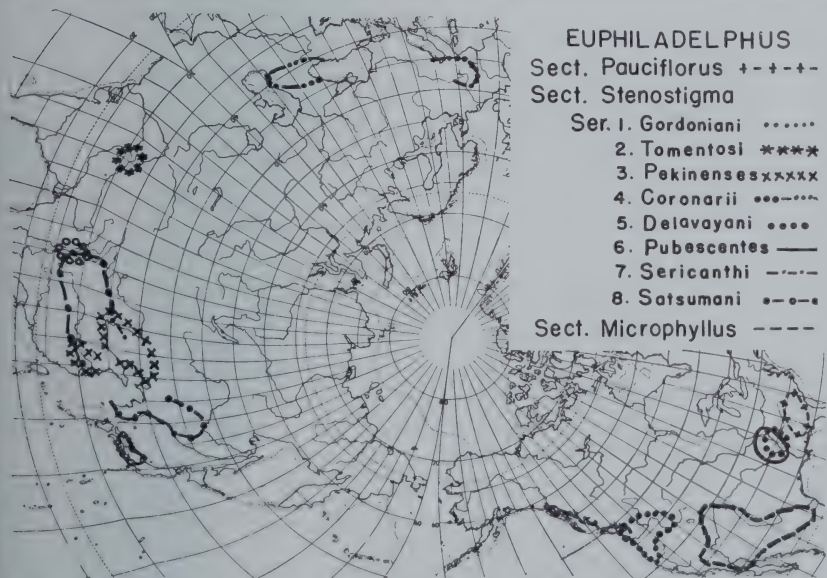 EUPHILADELPHUS
Sect. Pauciflorus +-+-+-
Sect. Stenostigma
Ser. 1. Gordoniani ......
2. Tomentosi ****
3. Pekinenses xxxxx
4. Coronarii •••—•••
5. Delavayani ••••
6. Pubescentes ——
7. Sericanthi —·—·—
8. Satsumani •—o—•
Sect. Microphyllus ----